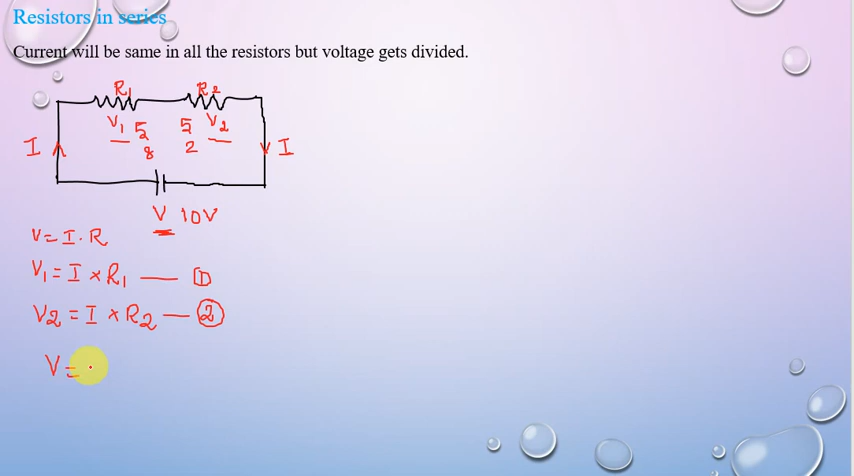 Resistors in series
Current will be same in all the resistors but voltage gets divided.
R1 R2
V1 5 5 V2
8 2
I I
V 10V
V = I . R
V1 = I × R1 — 1
V2 = I × R2 — 2
V =